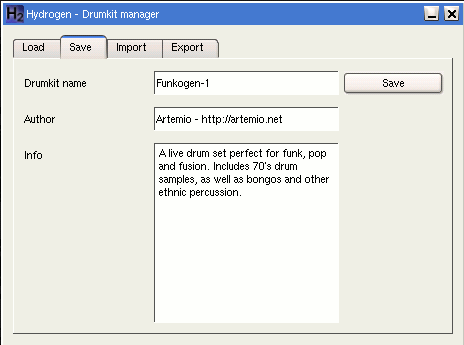 H2 Hydrogen - Drumkit manager
Load Save Import Export
Drumkit name Funkogen-1 Save
Author Artemio - http://artemio.net
Info A live drum set perfect for funk, pop
and fusion. Includes 70's drum
samples, as well as bongos and other
ethnic percussion.